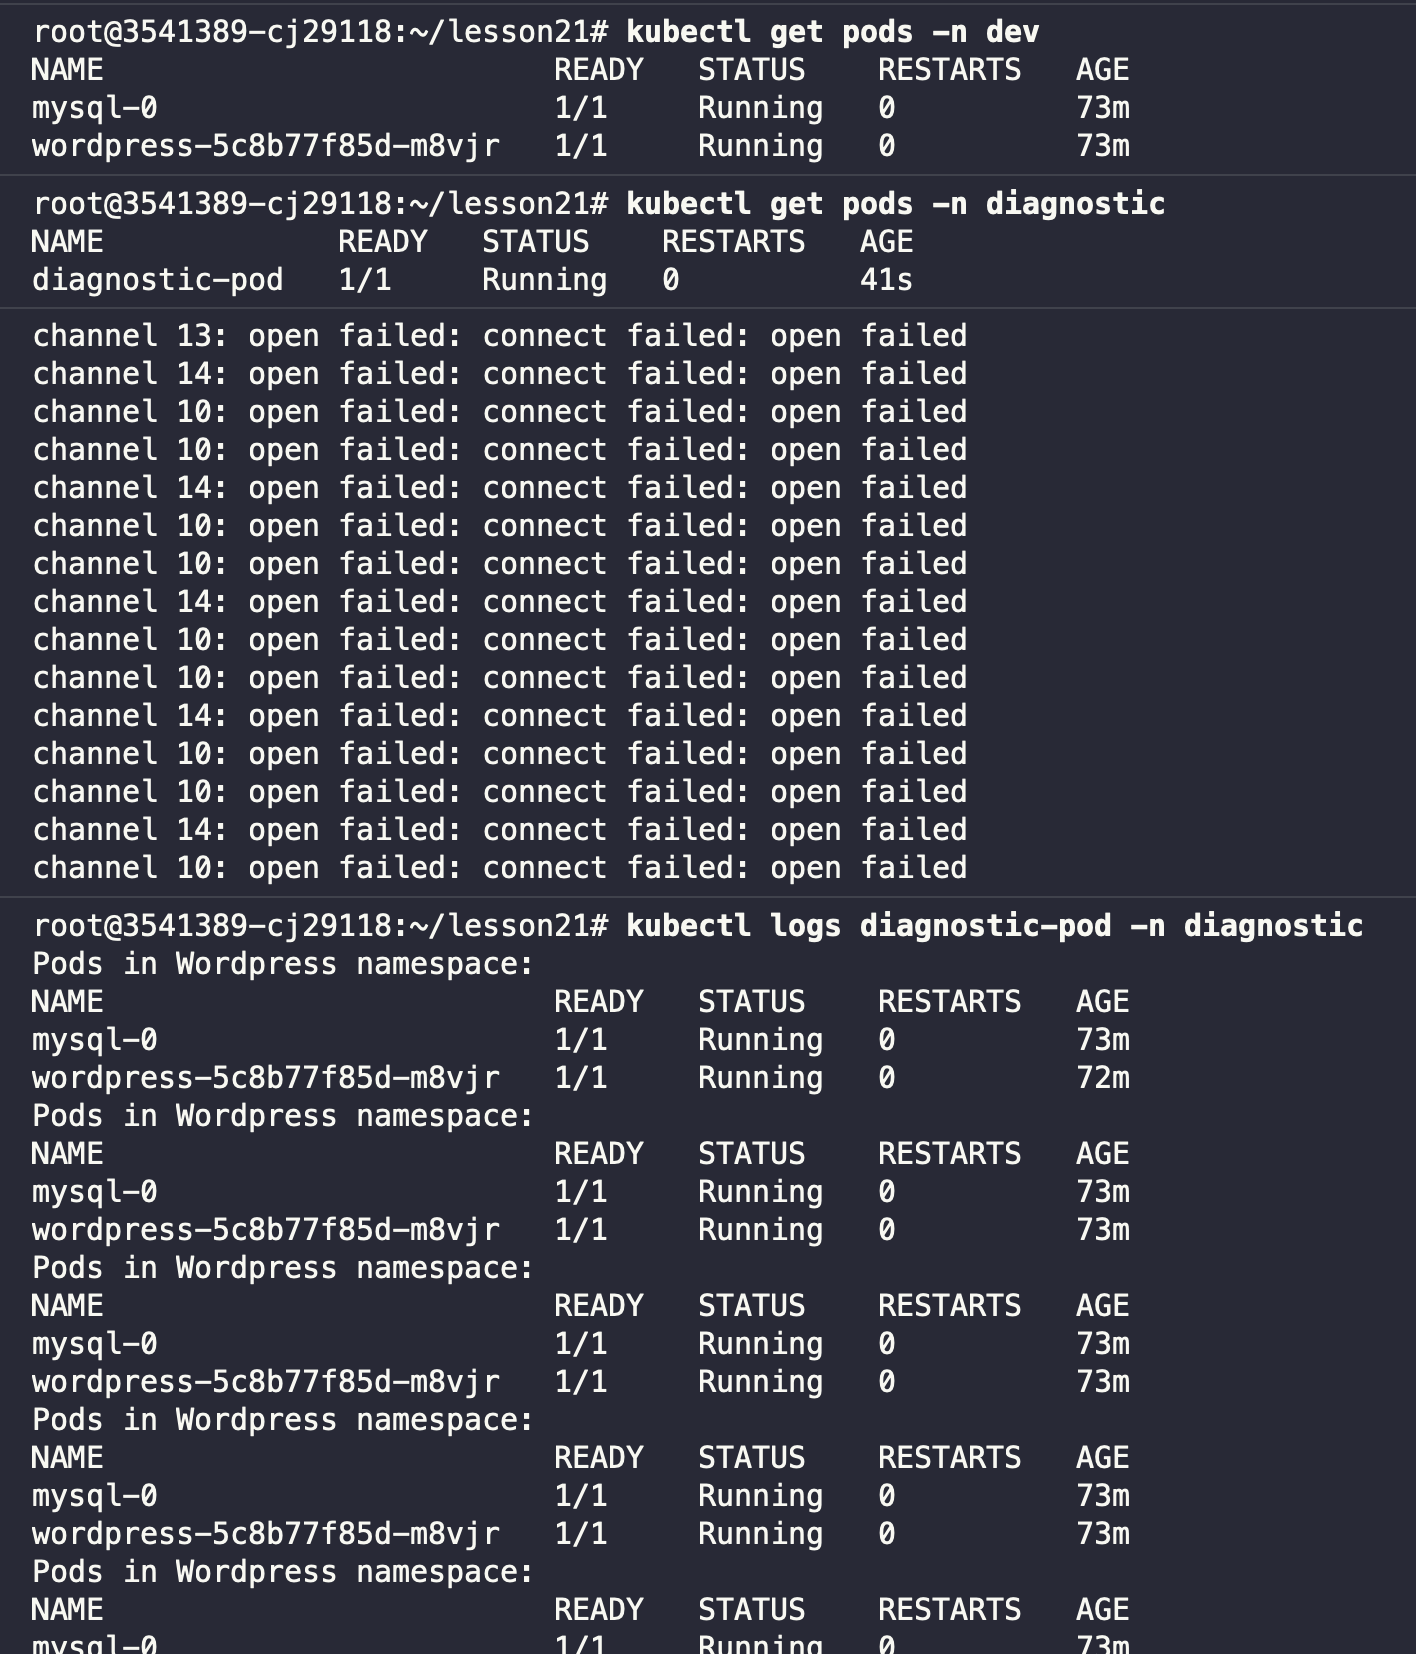 root@3541389-cj29118:~/lesson21# kubectl get pods -n dev
NAME READY STATUS RESTARTS AGE
mysql-0 1/1 Running 0 73m
wordpress-5c8b77f85d-m8vjr 1/1 Running 0 73m
root@3541389-cj29118:~/lesson21# kubectl get pods -n diagnostic
NAME READY STATUS RESTARTS AGE
diagnostic-pod 1/1 Running 0 41s
channel 13: open failed: connect failed: open failed
channel 14: open failed: connect failed: open failed
channel 10: open failed: connect failed: open failed
channel 10: open failed: connect failed: open failed
channel 14: open failed: connect failed: open failed
channel 10: open failed: connect failed: open failed
channel 10: open failed: connect failed: open failed
channel 14: open failed: connect failed: open failed
channel 10: open failed: connect failed: open failed
channel 10: open failed: connect failed: open failed
channel 14: open failed: connect failed: open failed
channel 10: open failed: connect failed: open failed
channel 10: open failed: connect failed: open failed
channel 14: open failed: connect failed: open failed
channel 10: open failed: connect failed: open failed
root@3541389-cj29118:~/lesson21# kubectl logs diagnostic-pod -n diagnostic
Pods in Wordpress namespace:
NAME READY STATUS RESTARTS AGE
mysql-0 1/1 Running 0 73m
wordpress-5c8b77f85d-m8vjr 1/1 Running 0 72m
Pods in Wordpress namespace:
NAME READY STATUS RESTARTS AGE
mysql-0 1/1 Running 0 73m
wordpress-5c8b77f85d-m8vjr 1/1 Running 0 73m
Pods in Wordpress namespace:
NAME READY STATUS RESTARTS AGE
mysql-0 1/1 Running 0 73m
wordpress-5c8b77f85d-m8vjr 1/1 Running 0 73m
Pods in Wordpress namespace:
NAME READY STATUS RESTARTS AGE
mysql-0 1/1 Running 0 73m
wordpress-5c8b77f85d-m8vjr 1/1 Running 0 73m
Pods in Wordpress namespace:
NAME READY STATUS RESTARTS AGE
mysql-0 1/1 Running 0 73m